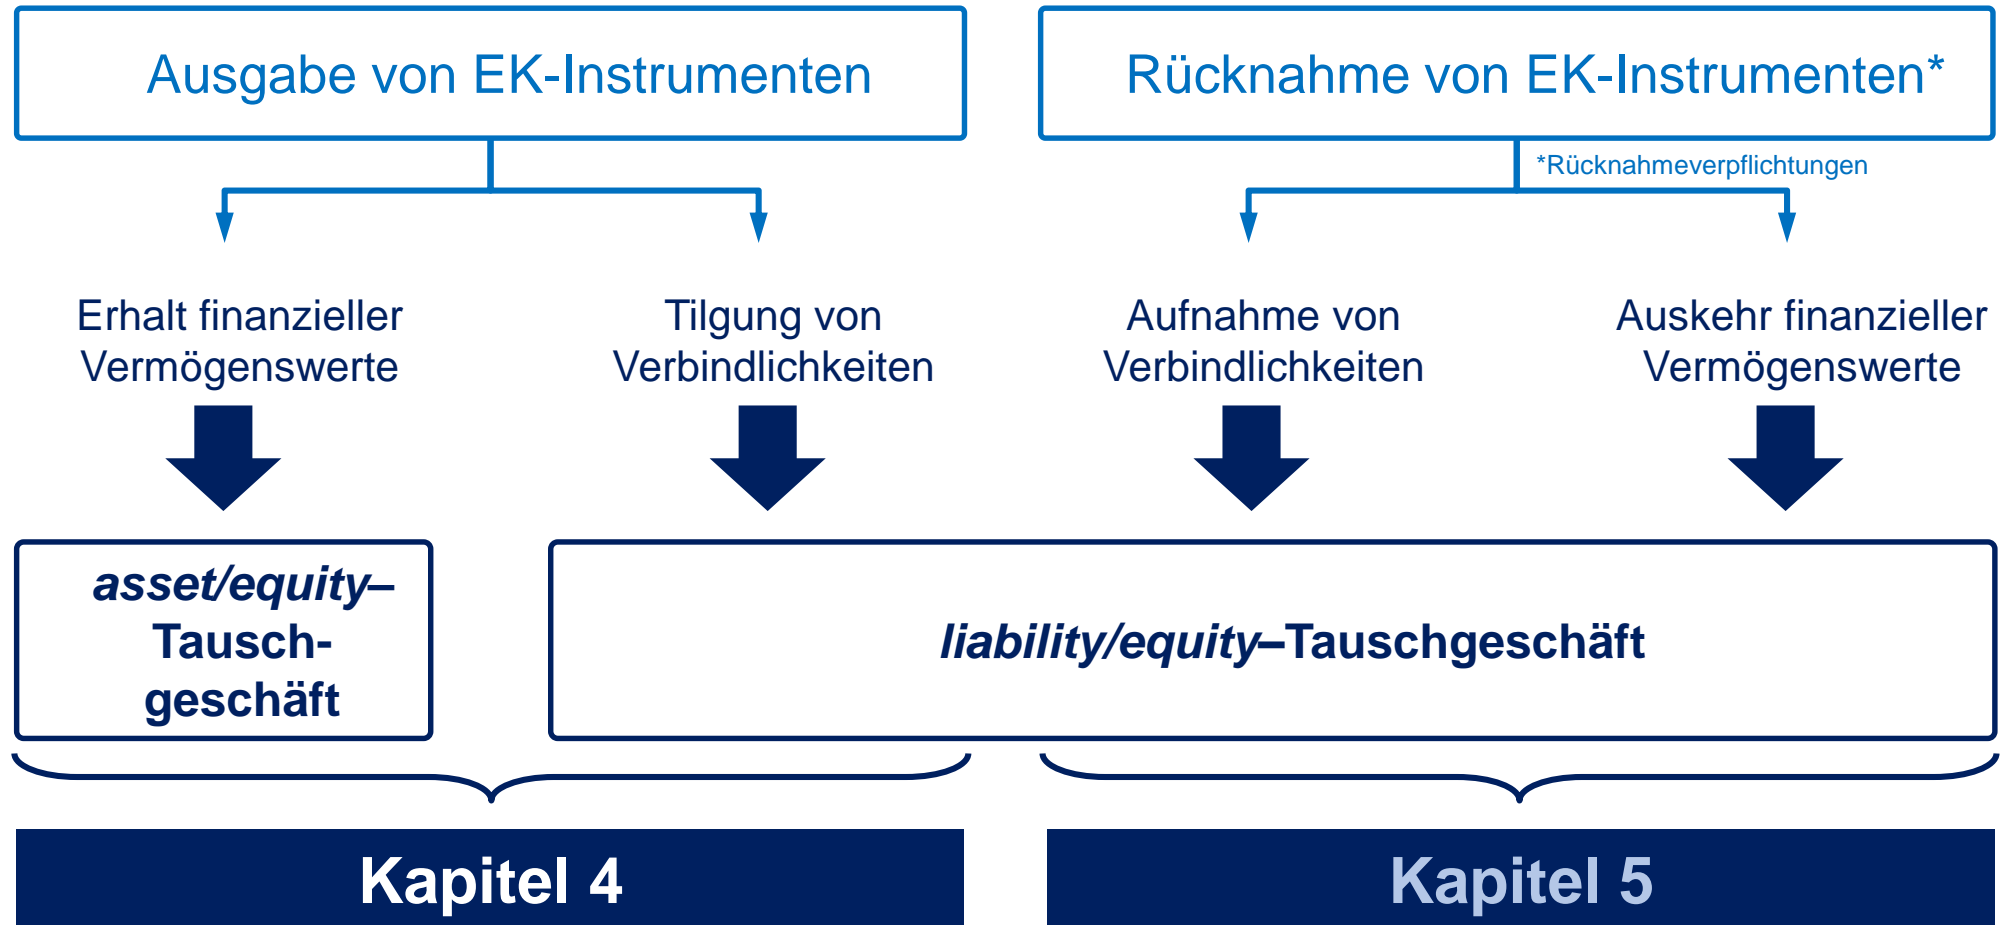 Ausgabe von EK-Instrumenten
Rücknahme von EK-Instrumenten*
*Rücknahmeverpflichtungen
Erhalt finanzieller
Vermögenswerte
Tilgung von
Verbindlichkeiten
Aufnahme von
Verbindlichkeiten
Auskehr finanzieller
Vermögenswerte
asset/equity–
Tausch-
geschäft
liability/equity–Tauschgeschäft
Kapitel 4
Kapitel 5